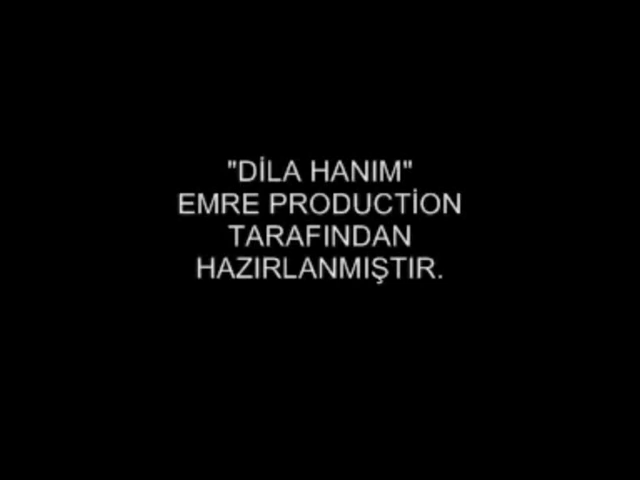 "DİLA HANIM"
EMRE PRODUCTİON
TARAFINDAN
HAZIRLANMIŞTIR.